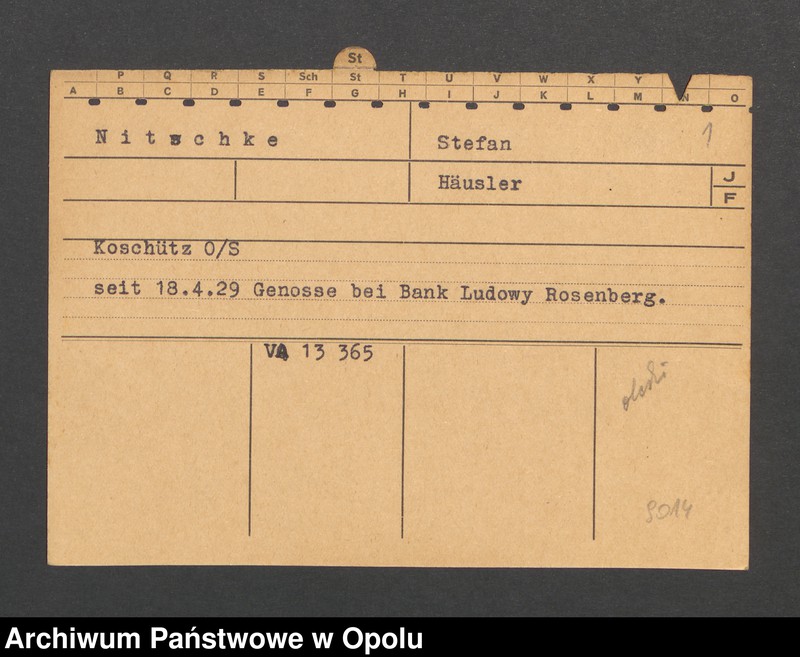 St
P Q R S Sch St T U V W X Y
A B C D E F G H I J K L M N O
Nitschke Stefan 1
Häusler J
F
Koschütz O/S
seit 18.4.29 Genosse bei Bank Ludowy Rosenberg.
VA 13 365
9014
Archiwum Państwowe w Opolu